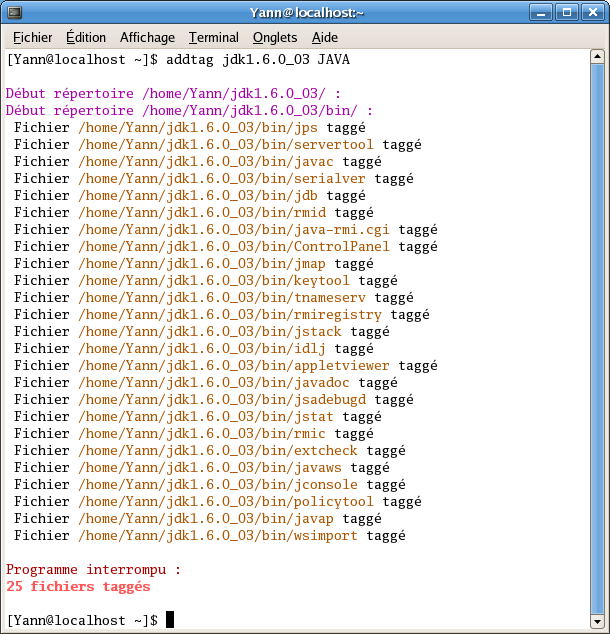 Yann@localhost:~
Fichier Édition Affichage Terminal Onglets Aide
[Yann@localhost ~]$ addtag jdk1.6.0_03 JAVA
Début répertoire /home/Yann/jdk1.6.0_03/ :
Début répertoire /home/Yann/jdk1.6.0_03/bin/ :
Fichier /home/Yann/jdk1.6.0_03/bin/jps taggé
Fichier /home/Yann/jdk1.6.0_03/bin/servertool taggé
Fichier /home/Yann/jdk1.6.0_03/bin/javac taggé
Fichier /home/Yann/jdk1.6.0_03/bin/serialver taggé
Fichier /home/Yann/jdk1.6.0_03/bin/jdb taggé
Fichier /home/Yann/jdk1.6.0_03/bin/rmid taggé
Fichier /home/Yann/jdk1.6.0_03/bin/java-rmi.cgi taggé
Fichier /home/Yann/jdk1.6.0_03/bin/ControlPanel taggé
Fichier /home/Yann/jdk1.6.0_03/bin/jmap taggé
Fichier /home/Yann/jdk1.6.0_03/bin/keytool taggé
Fichier /home/Yann/jdk1.6.0_03/bin/tnameserv taggé
Fichier /home/Yann/jdk1.6.0_03/bin/rmiregistry taggé
Fichier /home/Yann/jdk1.6.0_03/bin/jstack taggé
Fichier /home/Yann/jdk1.6.0_03/bin/idlj taggé
Fichier /home/Yann/jdk1.6.0_03/bin/appletviewer taggé
Fichier /home/Yann/jdk1.6.0_03/bin/javadoc taggé
Fichier /home/Yann/jdk1.6.0_03/bin/jsadebugd taggé
Fichier /home/Yann/jdk1.6.0_03/bin/jstat taggé
Fichier /home/Yann/jdk1.6.0_03/bin/rmic taggé
Fichier /home/Yann/jdk1.6.0_03/bin/extcheck taggé
Fichier /home/Yann/jdk1.6.0_03/bin/javaws taggé
Fichier /home/Yann/jdk1.6.0_03/bin/jconsole taggé
Fichier /home/Yann/jdk1.6.0_03/bin/policytool taggé
Fichier /home/Yann/jdk1.6.0_03/bin/javap taggé
Fichier /home/Yann/jdk1.6.0_03/bin/wsimport taggé
Programme interrompu :
25 fichiers taggés
[Yann@localhost ~]$